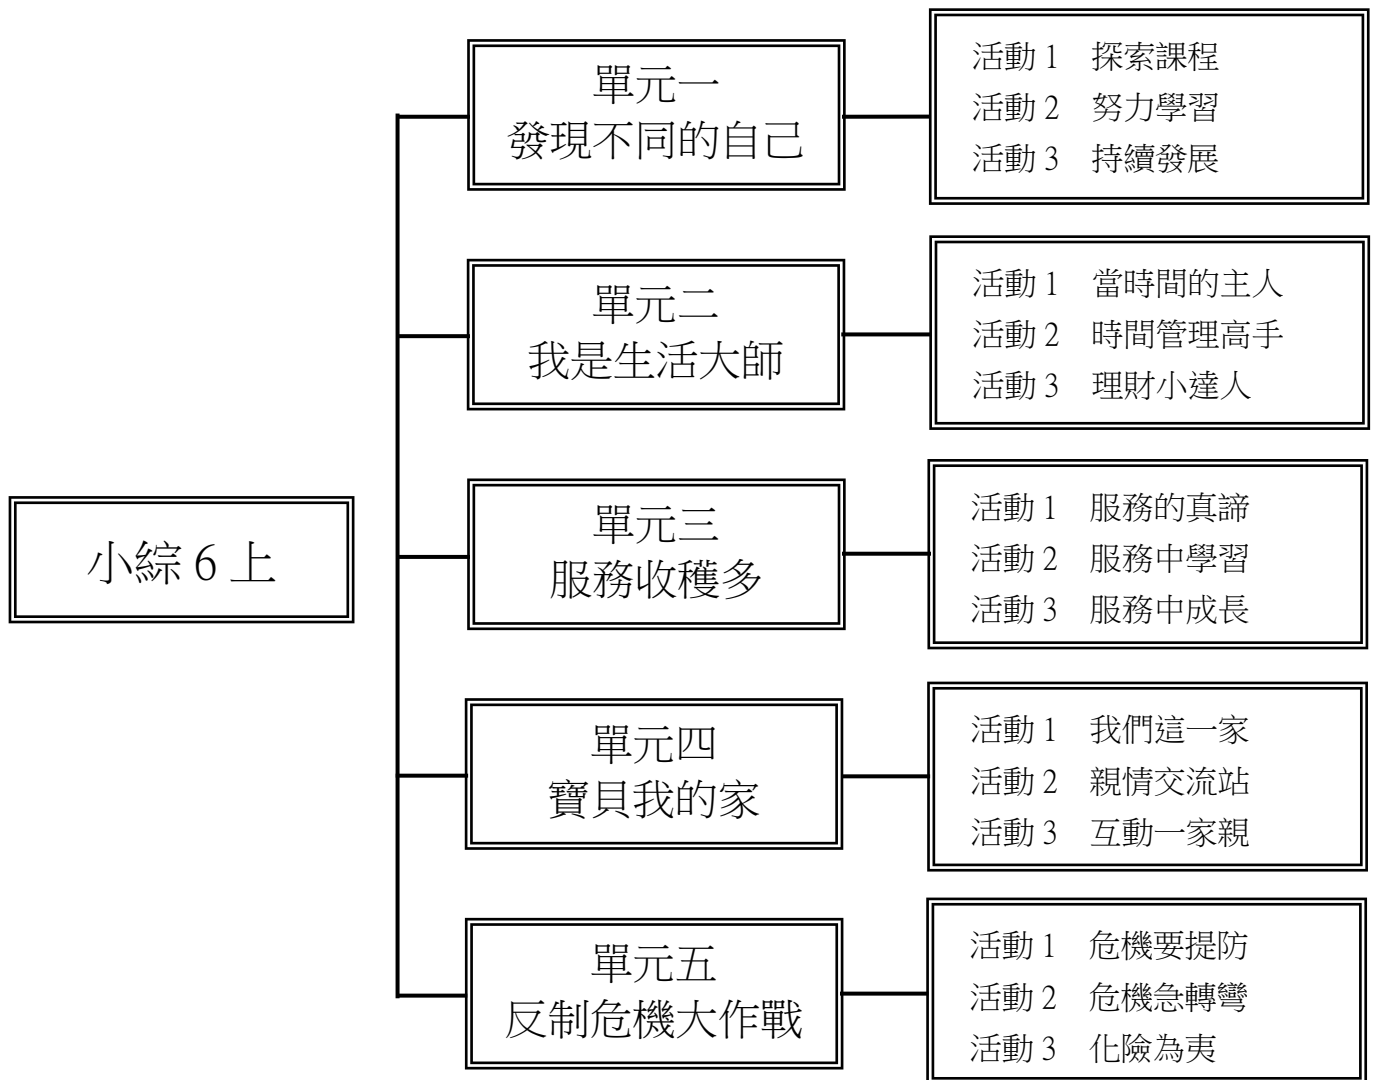 小綜 6 上
單元一
發現不同的自己
活動 1 探索課程
活動 2 努力學習
活動 3 持續發展
單元二
我是生活大師
活動 1 當時間的主人
活動 2 時間管理高手
活動 3 理財小達人
單元三
服務收穫多
活動 1 服務的真諦
活動 2 服務中學習
活動 3 服務中成長
單元四
寶貝我的家
活動 1 我們這一家
活動 2 親情交流站
活動 3 互動一家親
單元五
反制危機大作戰
活動 1 危機要提防
活動 2 危機急轉彎
活動 3 化險為夷